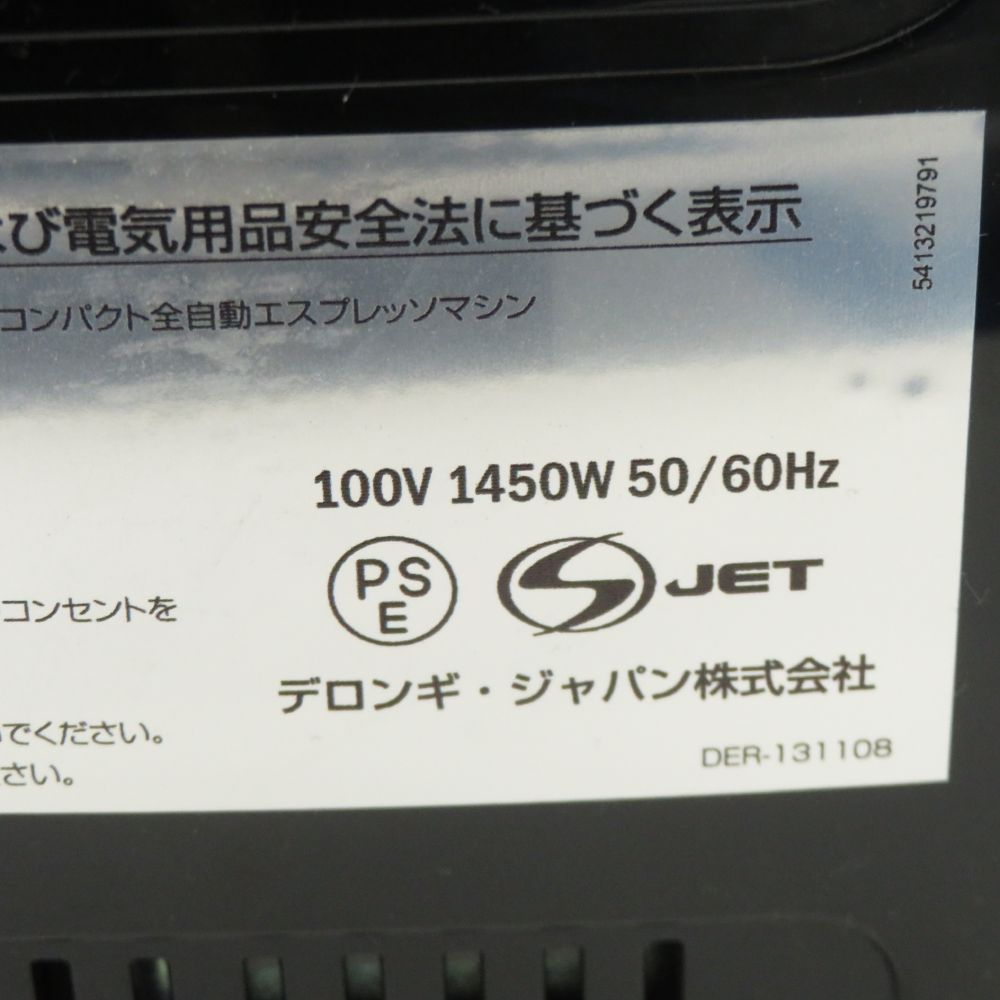 び電気用品安全法に基づく表示
コンパクト全自動エスプレッソマシン
5413219791
100V 1450W 50/60Hz
PS
E
S JET
コンセントを
デロンギ・ジャパン株式会社
でください。
さい。
DER-131108